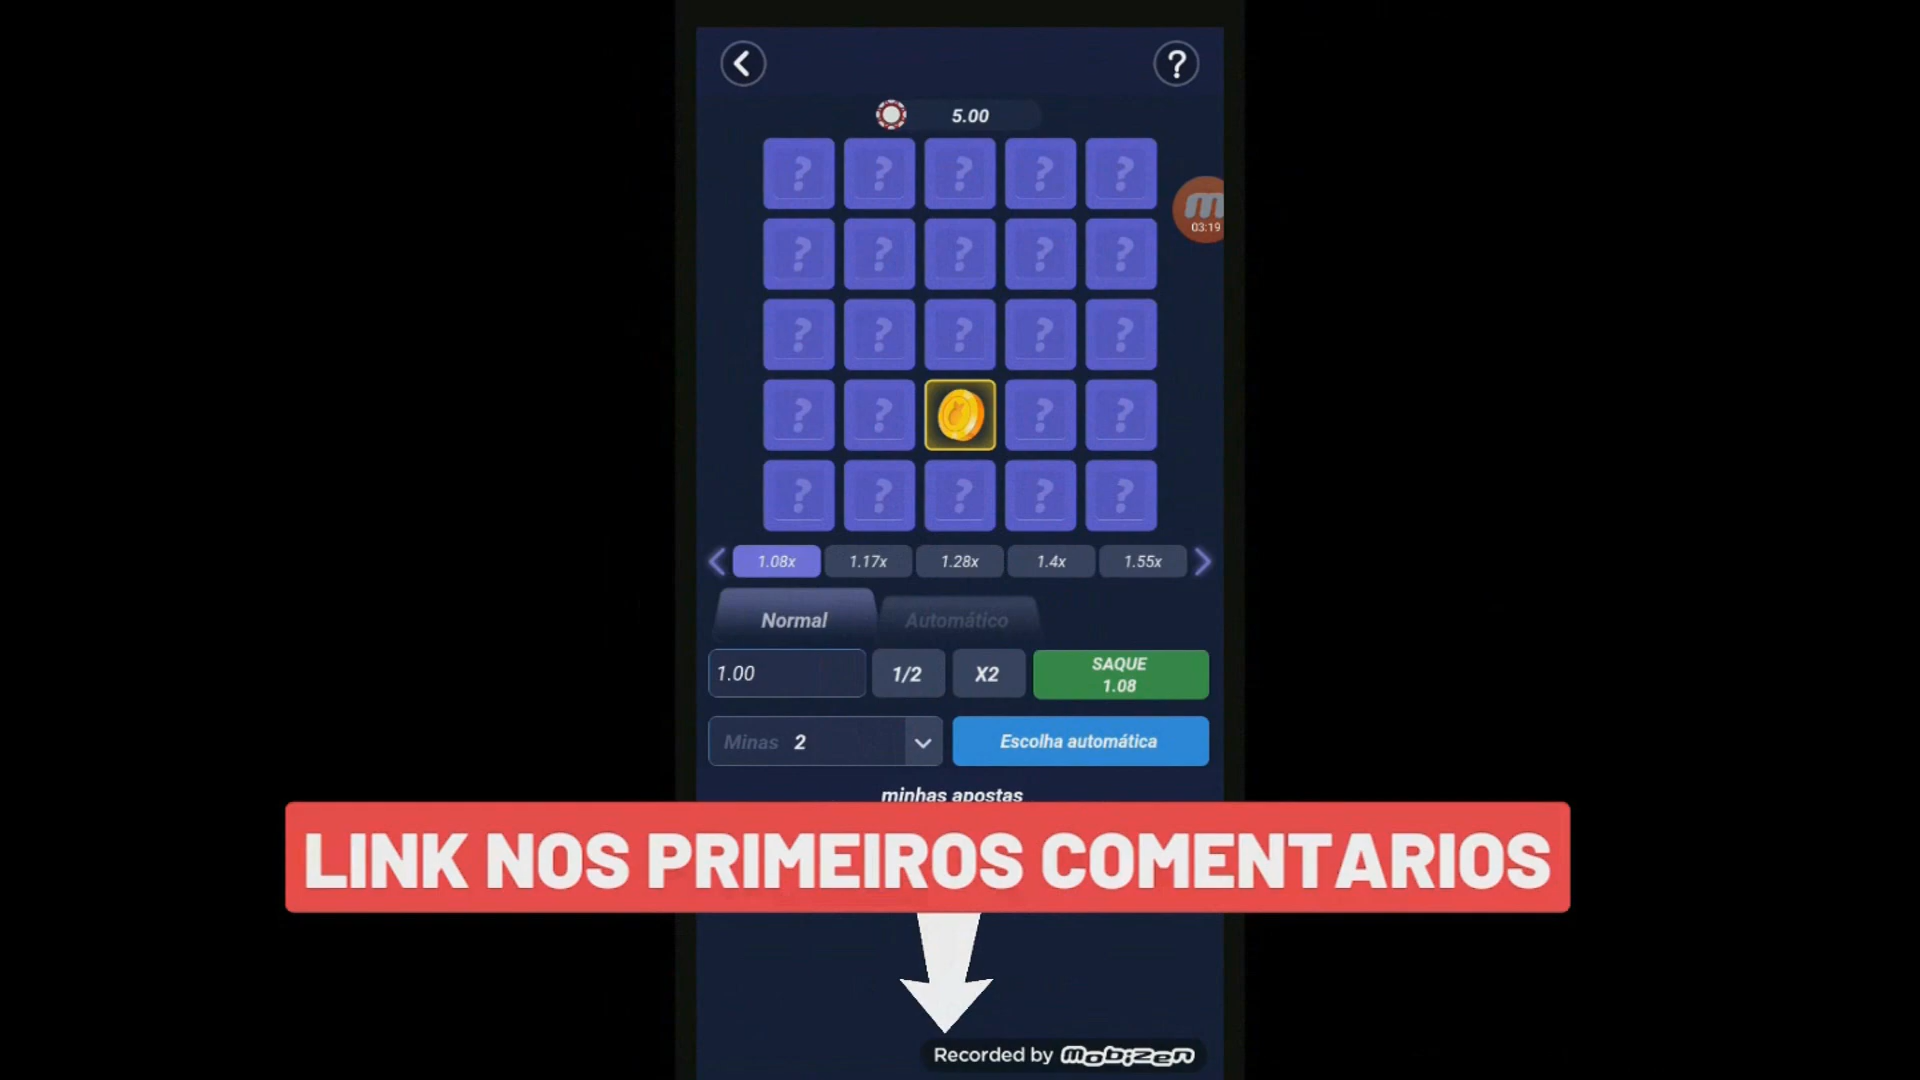 ?
5.00
? ? ? ? ?
m
03:19
? ? ? ? ?
? ? ? ? ?
? ? ? ?
? ? ? ? ?
1.08x 1.17x 1.28x 1.4x 1.55x
Normal Automático
1.00 1/2 X2 SAQUE
1.08
Minas 2 Escolha automática
minhas apostas
LINK NOS PRIMEIROS COMENTARIOS
Recorded by mobizen